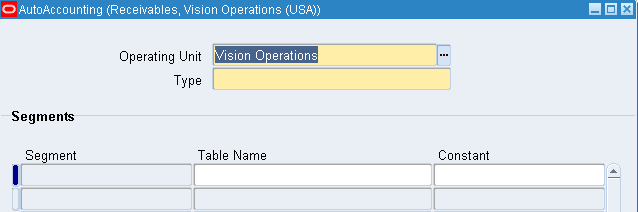 AutoAccounting (Receivables, Vision Operations (USA))
Operating Unit Vision Operations ...
Type
Segments
Segment Table Name Constant